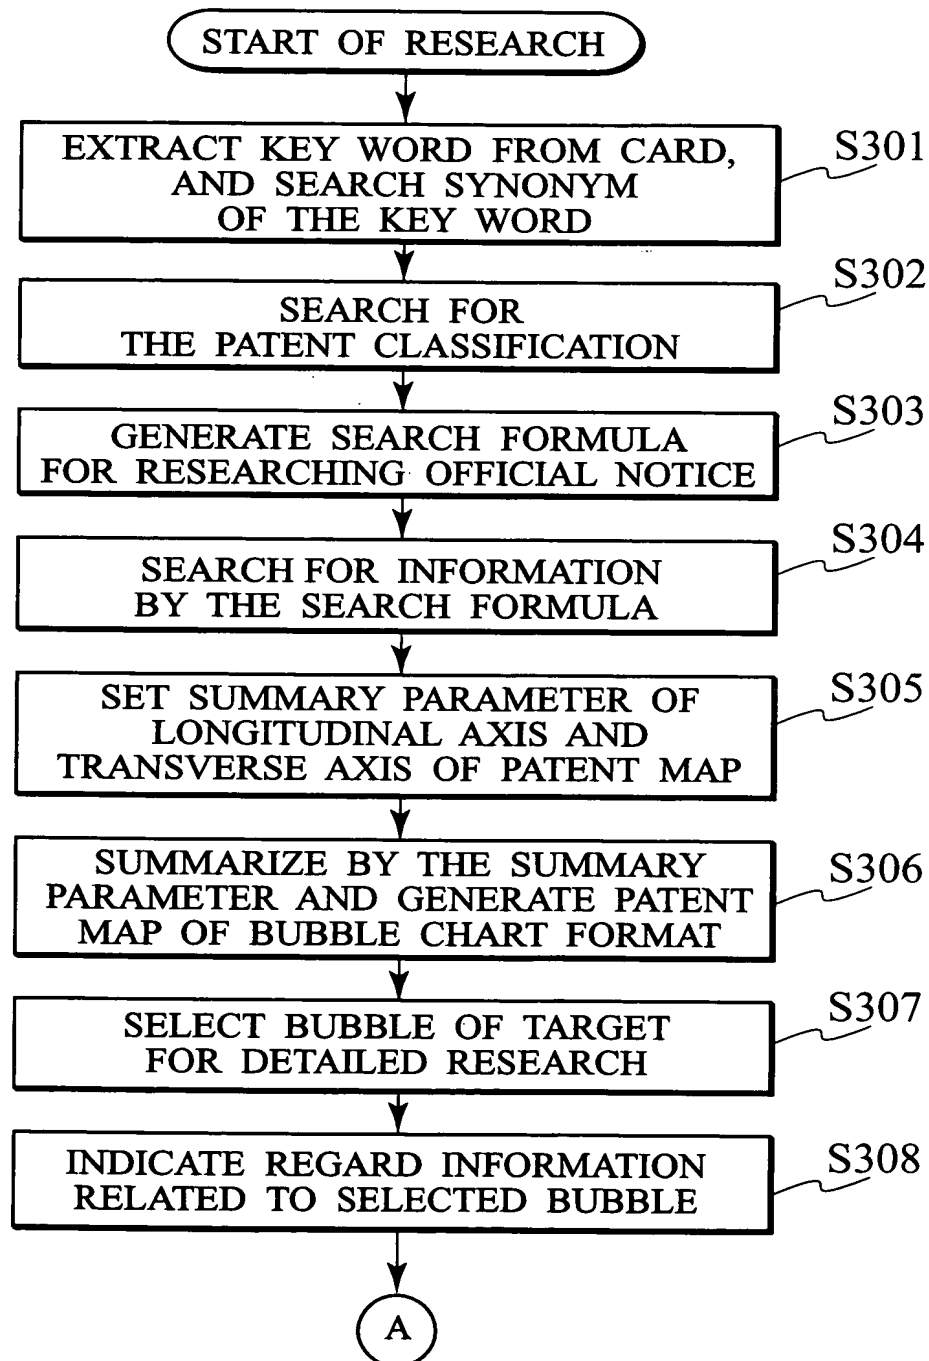 START OF RESEARCH
EXTRACT KEY WORD FROM CARD,
AND SEARCH SYNONYM
OF THE KEY WORD
S301
SEARCH FOR
THE PATENT CLASSIFICATION
S302
GENERATE SEARCH FORMULA
FOR RESEARCHING OFFICIAL NOTICE
S303
SEARCH FOR INFORMATION
BY THE SEARCH FORMULA
S304
SET SUMMARY PARAMETER OF
LONGITUDINAL AXIS AND
TRANSVERSE AXIS OF PATENT MAP
S305
SUMMARIZE BY THE SUMMARY
PARAMETER AND GENERATE PATENT
MAP OF BUBBLE CHART FORMAT
S306
SELECT BUBBLE OF TARGET
FOR DETAILED RESEARCH
S307
INDICATE REGARD INFORMATION
RELATED TO SELECTED BUBBLE
S308
A